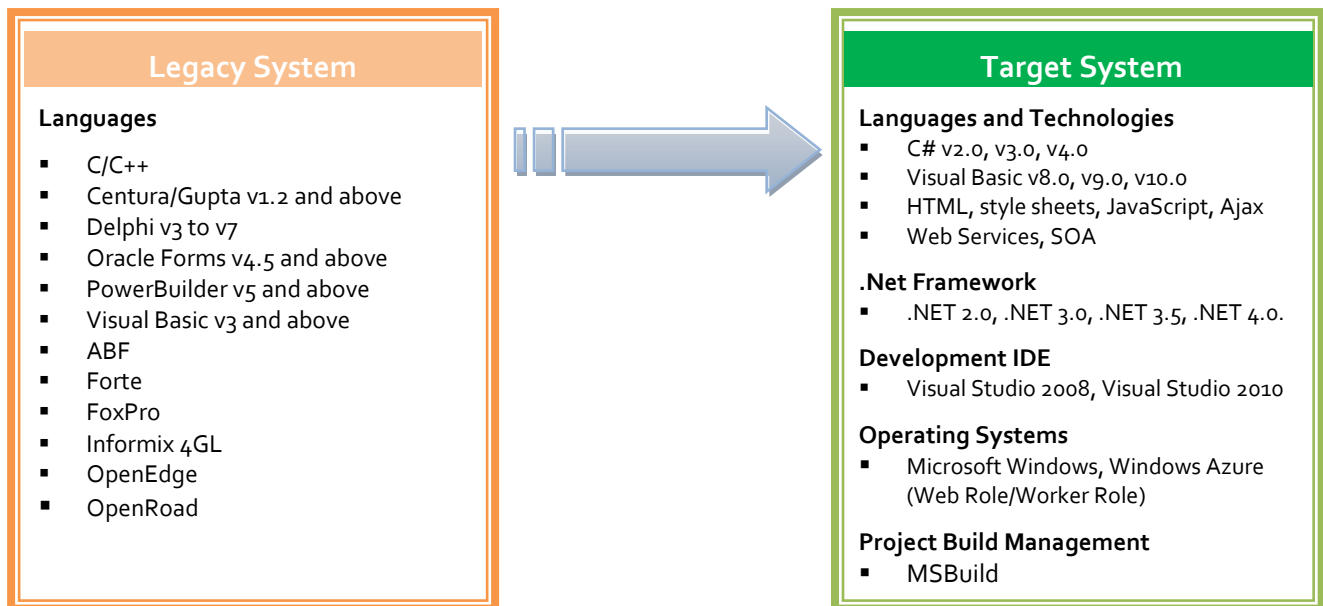 Legacy System
Languages
▪ C/C++
▪ Centura/Gupta v1.2 and above
▪ Delphi v3 to v7
▪ Oracle Forms v4.5 and above
▪ PowerBuilder v5 and above
▪ Visual Basic v3 and above
▪ ABF
▪ Forte
▪ FoxPro
▪ Informix 4GL
▪ OpenEdge
▪ OpenRoad
Target System
Languages and Technologies
▪ C# v2.0, v3.0, v4.0
▪ Visual Basic v8.0, v9.0, v10.0
▪ HTML, style sheets, JavaScript, Ajax
▪ Web Services, SOA
.Net Framework
▪ .NET 2.0, .NET 3.0, .NET 3.5, .NET 4.0.
Development IDE
▪ Visual Studio 2008, Visual Studio 2010
Operating Systems
▪ Microsoft Windows, Windows Azure
(Web Role/Worker Role)
Project Build Management
▪ MSBuild